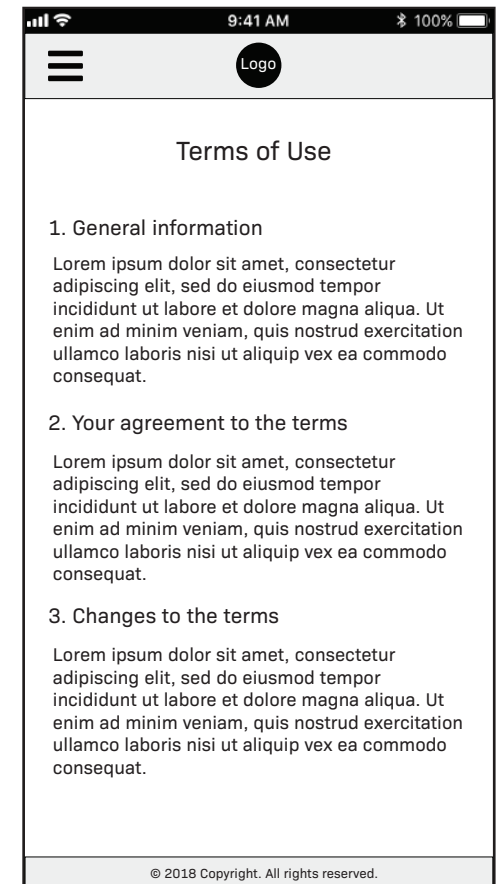 9:41 AM 100%
Logo
Terms of Use
1. General information
Lorem ipsum dolor sit amet, consectetur
adipiscing elit, sed do eiusmod tempor
incididunt ut labore et dolore magna aliqua. Ut
enim ad minim veniam, quis nostrud exercitation
ullamco laboris nisi ut aliquip vex ea commodo
consequat.
2. Your agreement to the terms
Lorem ipsum dolor sit amet, consectetur
adipiscing elit, sed do eiusmod tempor
incididunt ut labore et dolore magna aliqua. Ut
enim ad minim veniam, quis nostrud exercitation
ullamco laboris nisi ut aliquip vex ea commodo
consequat.
3. Changes to the terms
Lorem ipsum dolor sit amet, consectetur
adipiscing elit, sed do eiusmod tempor
incididunt ut labore et dolore magna aliqua. Ut
enim ad minim veniam, quis nostrud exercitation
ullamco laboris nisi ut aliquip vex ea commodo
consequat.
© 2018 Copyright. All rights reserved.